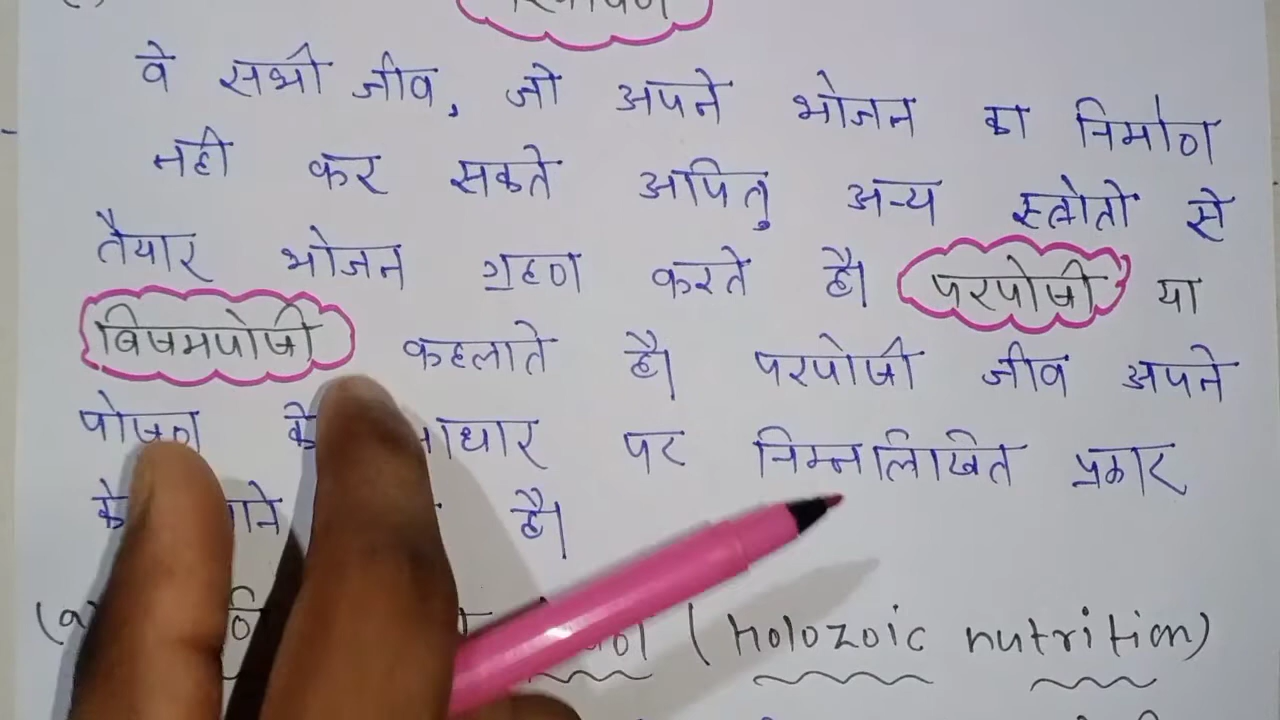 वे सभी जीव, जो अपने भोजन का निर्माण
नही कर सकते अपितु अन्य स्त्रोतो से
तैयार भोजन ग्रहण करते है। परपोषी या
विषमपोषी कहलाते है। परपोषी जीव अपने
पोषण के आधार पर निम्नलिखित प्रकार
के है।
(a) (Holozoic nutrition)